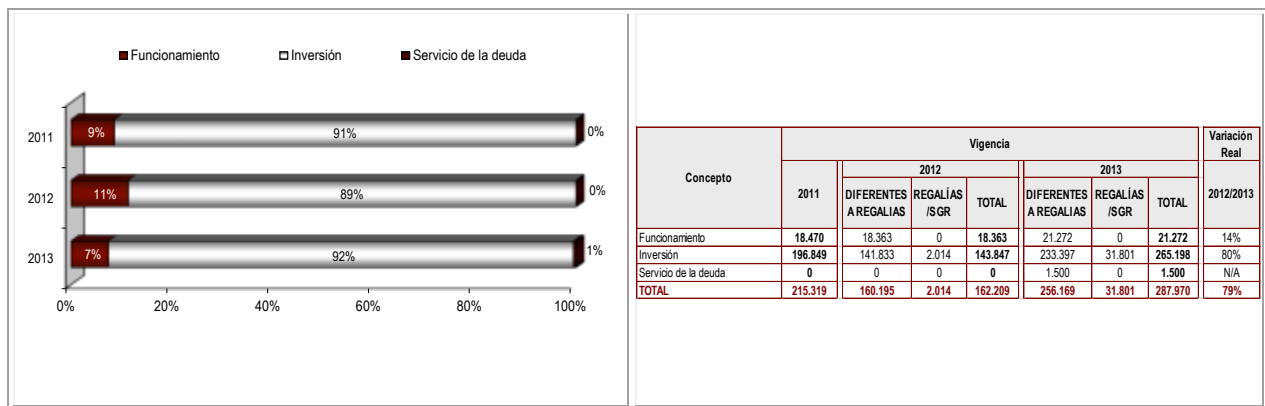 Funcionamiento Inversión Servicio de la deuda
2011 9% 91% 0%
2012 11% 89% 0%
2013 7% 92% 1%
0% 20% 40% 60% 80% 100%
Concepto Vigencia Variación Real
2011 2012 2013 2012/2013
DIFERENTES A REGALIAS REGALÍAS /SGR TOTAL DIFERENTES A REGALIAS REGALÍAS /SGR TOTAL
Funcionamiento 18.470 18.363 0 18.363 21.272 0 21.272 14%
Inversión 196.849 141.833 2.014 143.847 233.397 31.801 265.198 80%
Servicio de la deuda 0 0 0 0 1.500 0 1.500 N/A
TOTAL 215.319 160.195 2.014 162.209 256.169 31.801 287.970 79%